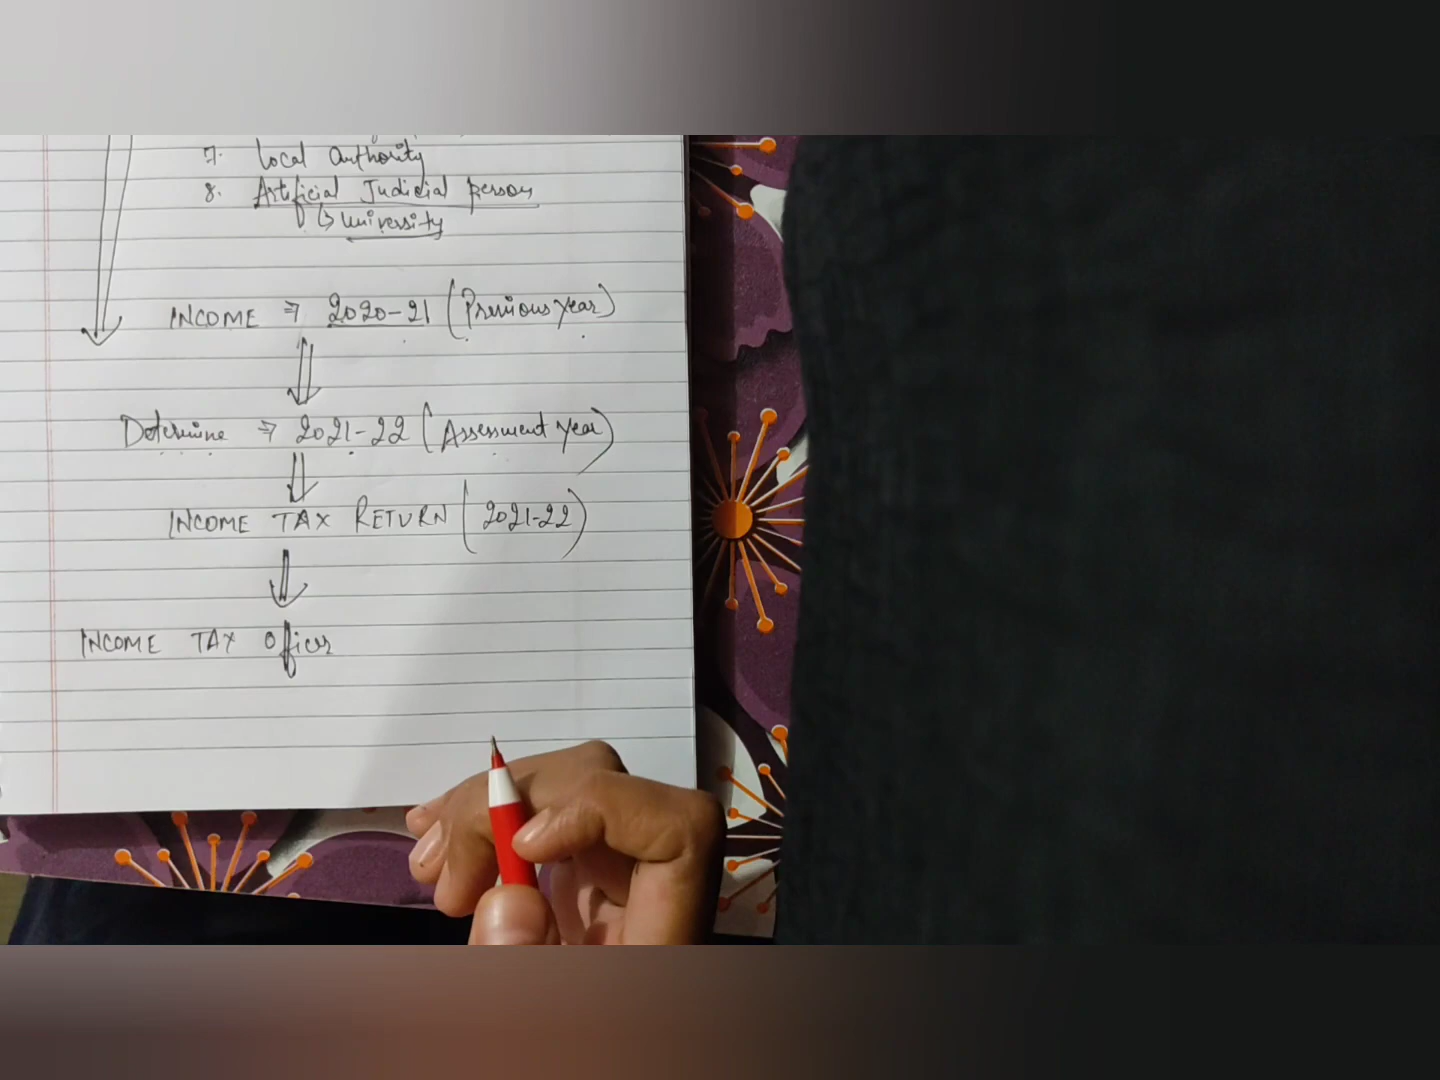 7. Local Authority
8. Artificial Judicial person
↳ University
INCOME ⇒ 2020-21 (Previous year)
Determine ⇒ 2021-22 (Assessment year)
INCOME TAX RETURN (2021-22)
INCOME TAX Officer